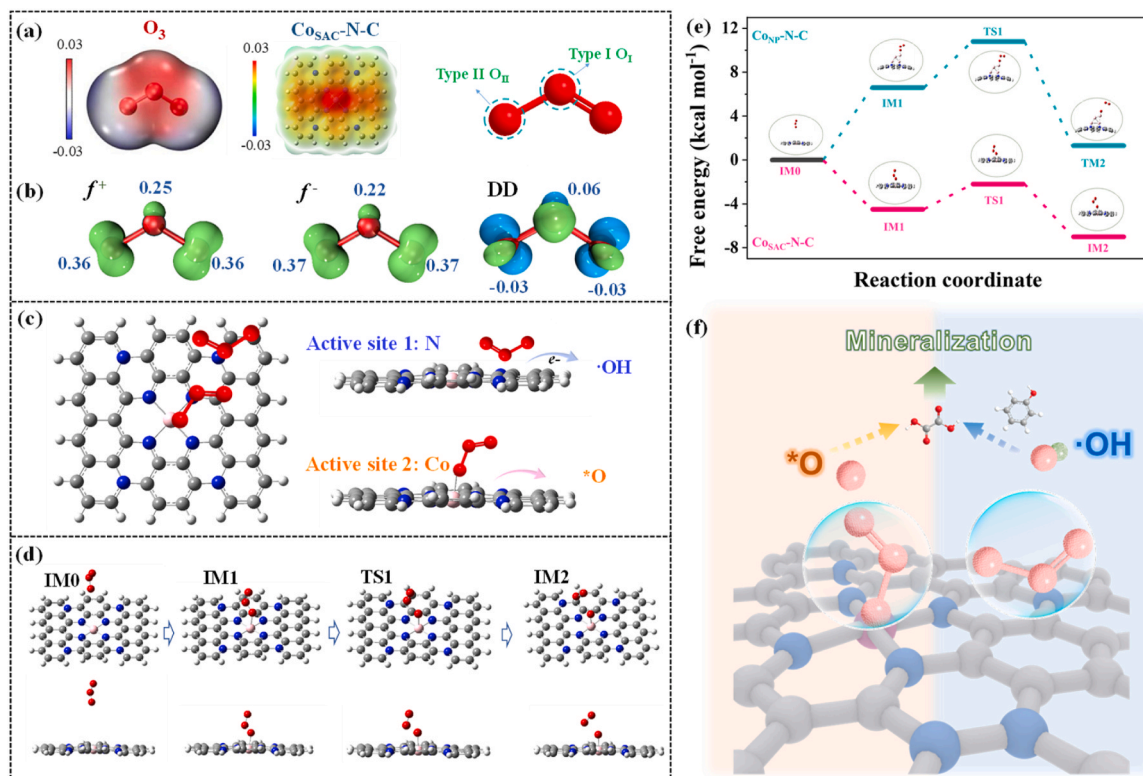 (a)
O3
CoSAC-N-C
0.03
-0.03
0.03
-0.03
Type II OII
Type I OI
(b)
f+
0.25
0.36
0.36
f-
0.22
0.37
0.37
DD
0.06
-0.03
-0.03
(c)
Active site 1: N
e-
·OH
Active site 2: Co
*O
(d)
IM0
IM1
TS1
IM2
(e)
Free energy (kcal mol-1)
12
8
4
0
-4
-8
CoNP-N-C
IM1
TS1
TM2
IM0
IM1
TS1
IM2
CoSAC-N-C
Reaction coordinate
(f)
Mineralization
*O
·OH